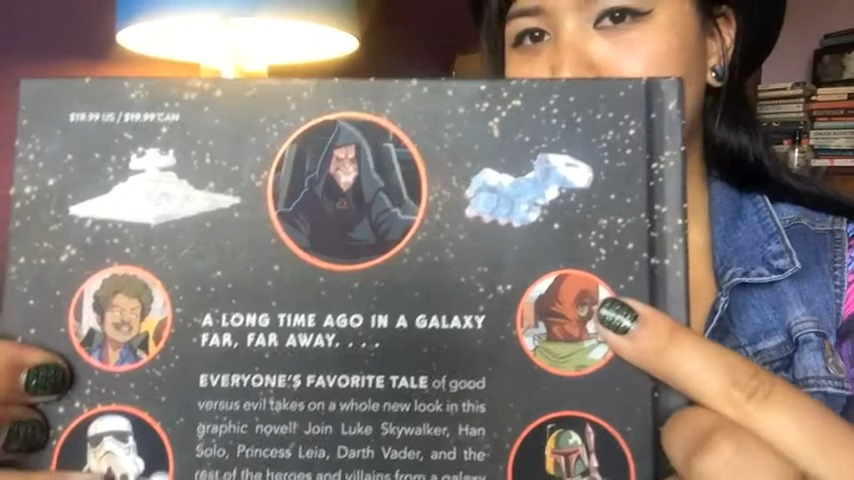 $19.99 US / $19.99 CAN
A LONG TIME AGO IN A GALAXY
FAR, FAR AWAY. . . .
EVERYONE'S FAVORITE TALE of good
versus evil takes on a whole new look in this
graphic novel! Join Luke Skywalker, Han
Solo, Princess Leia, Darth Vader, and the
rest of the heroes and villains from a galaxy